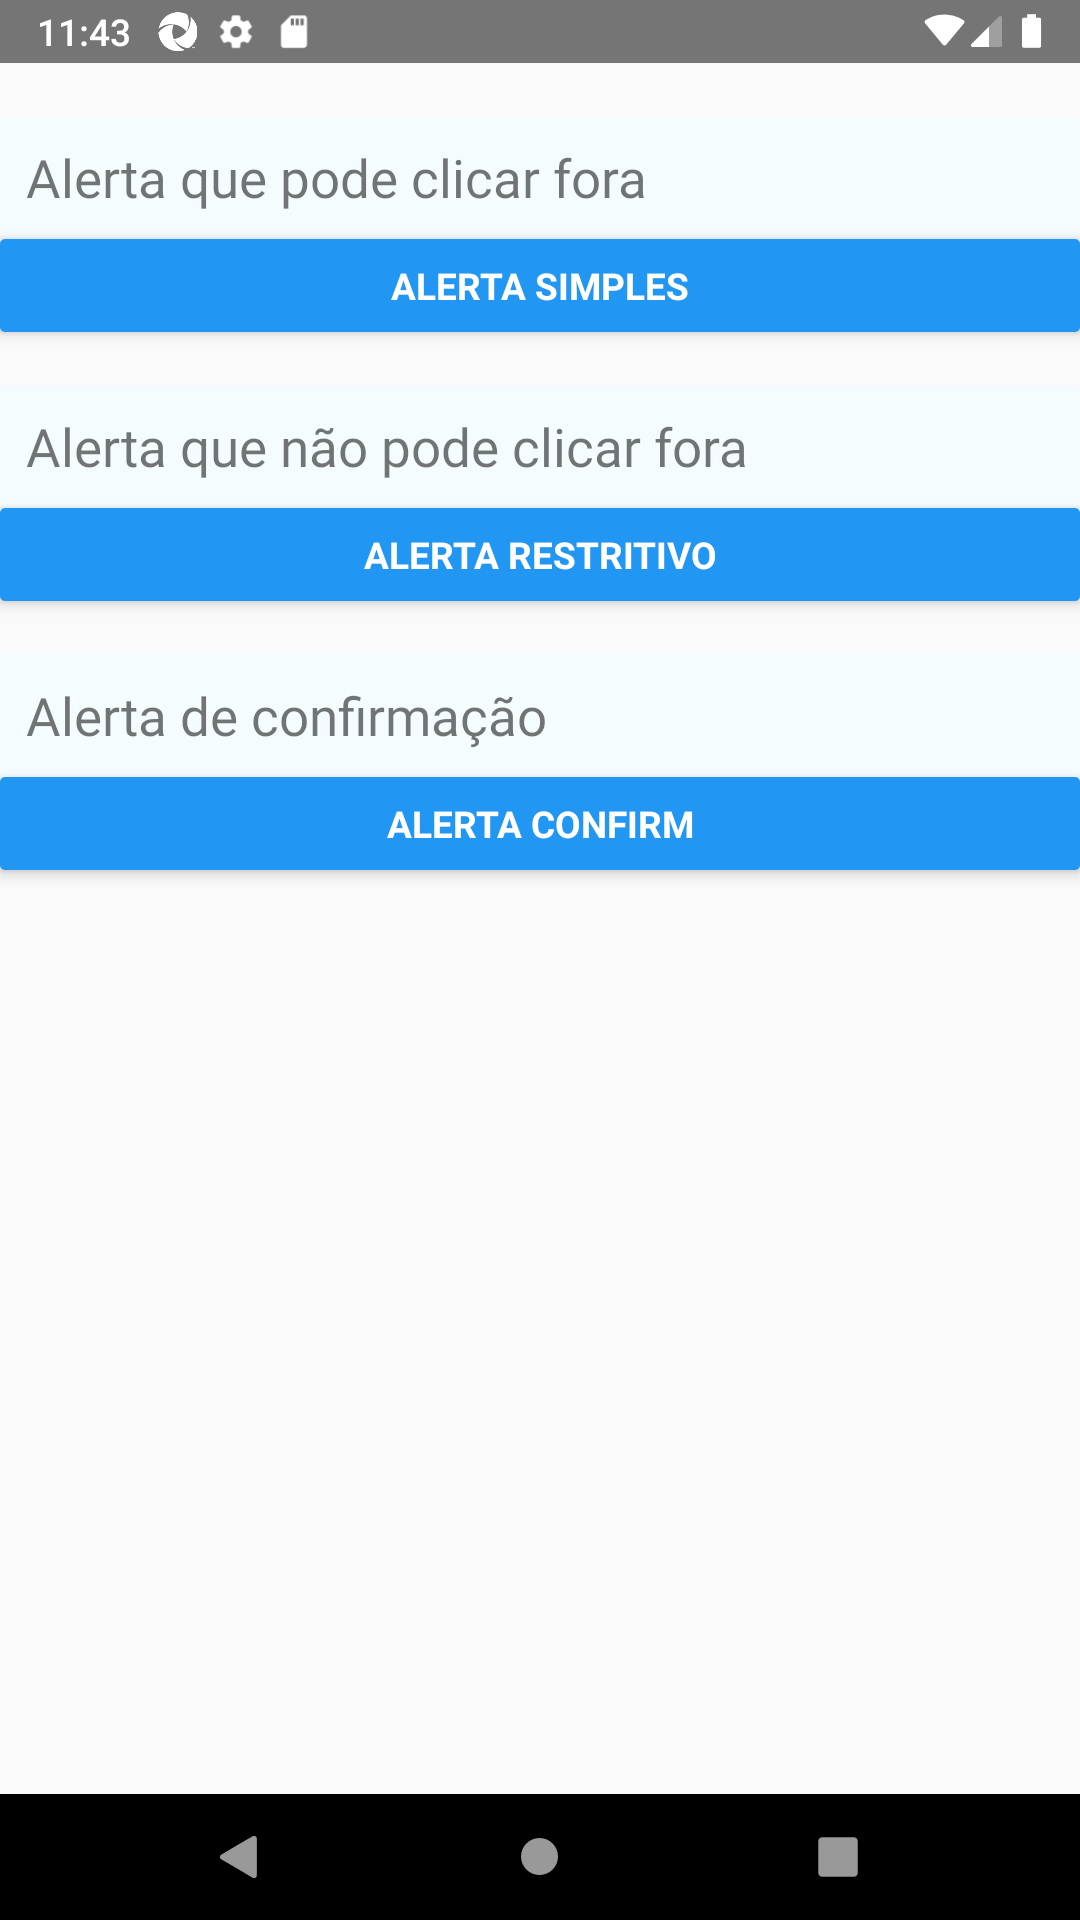 11:43
Alerta que pode clicar fora
ALERTA SIMPLES
Alerta que não pode clicar fora
ALERTA RESTRITIVO
Alerta de confirmação
ALERTA CONFIRM